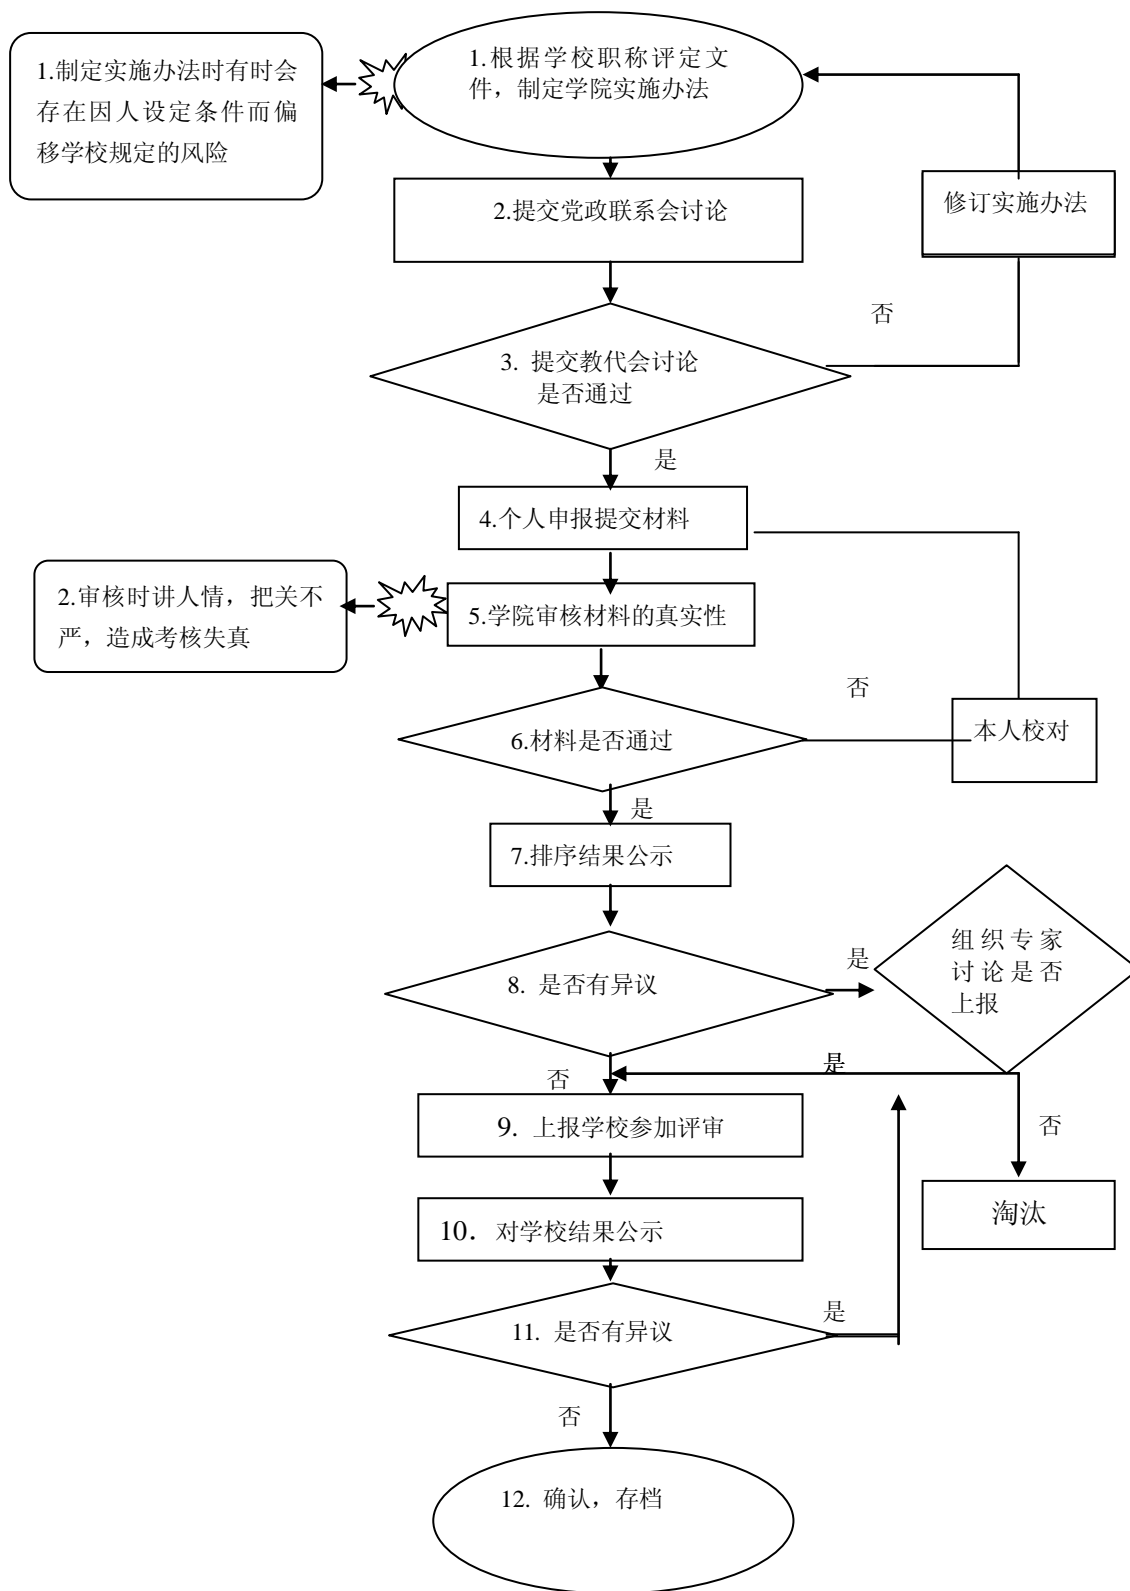 1.根据学校职称评定文
件，制定学院实施办法
1.制定实施办法时有时会
存在因人设定条件而偏
移学校规定的风险
2.提交党政联系会讨论
修订实施办法
否
3. 提交教代会讨论
是否通过
是
4.个人申报提交材料
2.审核时讲人情，把关不
严，造成考核失真
5.学院审核材料的真实性
否
6.材料是否通过
本人校对
是
7.排序结果公示
组织专家
讨论是否
上报
是
8. 是否有异议
是
否
9. 上报学校参加评审
否
淘汰
10. 对学校结果公示
是
11. 是否有异议
否
12. 确认，存档